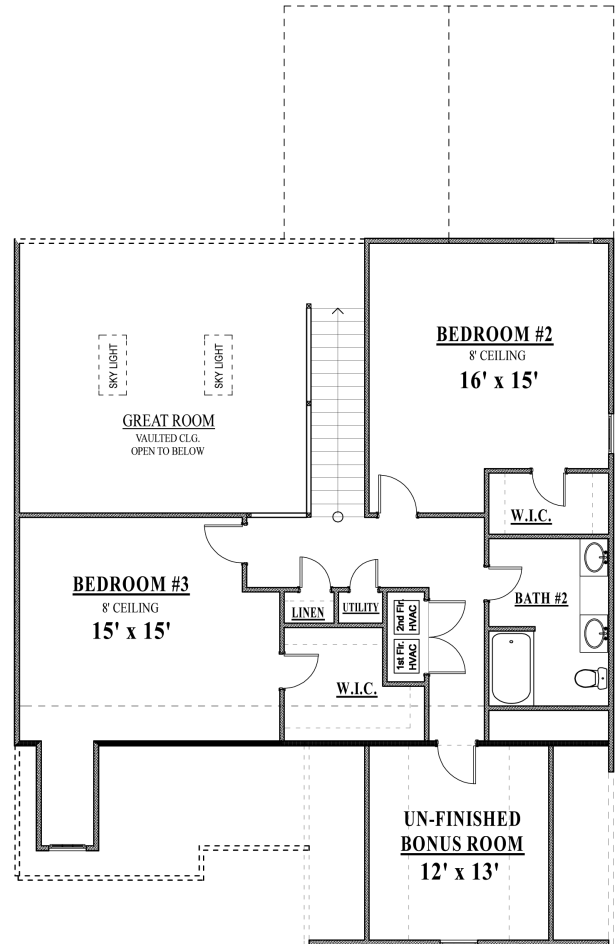 BEDROOM #2
8' CEILING
16' x 15'
SKY LIGHT
SKY LIGHT
GREAT ROOM
VAULTED CLG.
OPEN TO BELOW
W.I.C.
BEDROOM #3
8' CEILING
15' x 15'
LINEN
UTILITY
2nd Flr.
HVAC
1st Flr.
HVAC
BATH #2
W.I.C.
UN-FINISHED
BONUS ROOM
12' x 13'